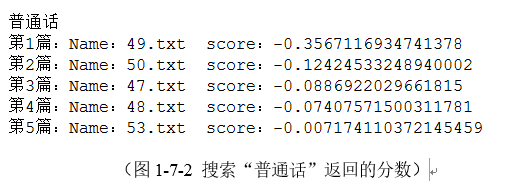 普通话
第1篇：Name：49.txt  score：-0.3567116934741378
第2篇：Name：50.txt  score：-0.12424533248940002
第3篇：Name：47.txt  score：-0.0886922029661815
第4篇：Name：48.txt  score：-0.07407571500311781
第5篇：Name：53.txt  score：-0.007174110372145459
（图 1-7-2 搜索“普通话”返回的分数）